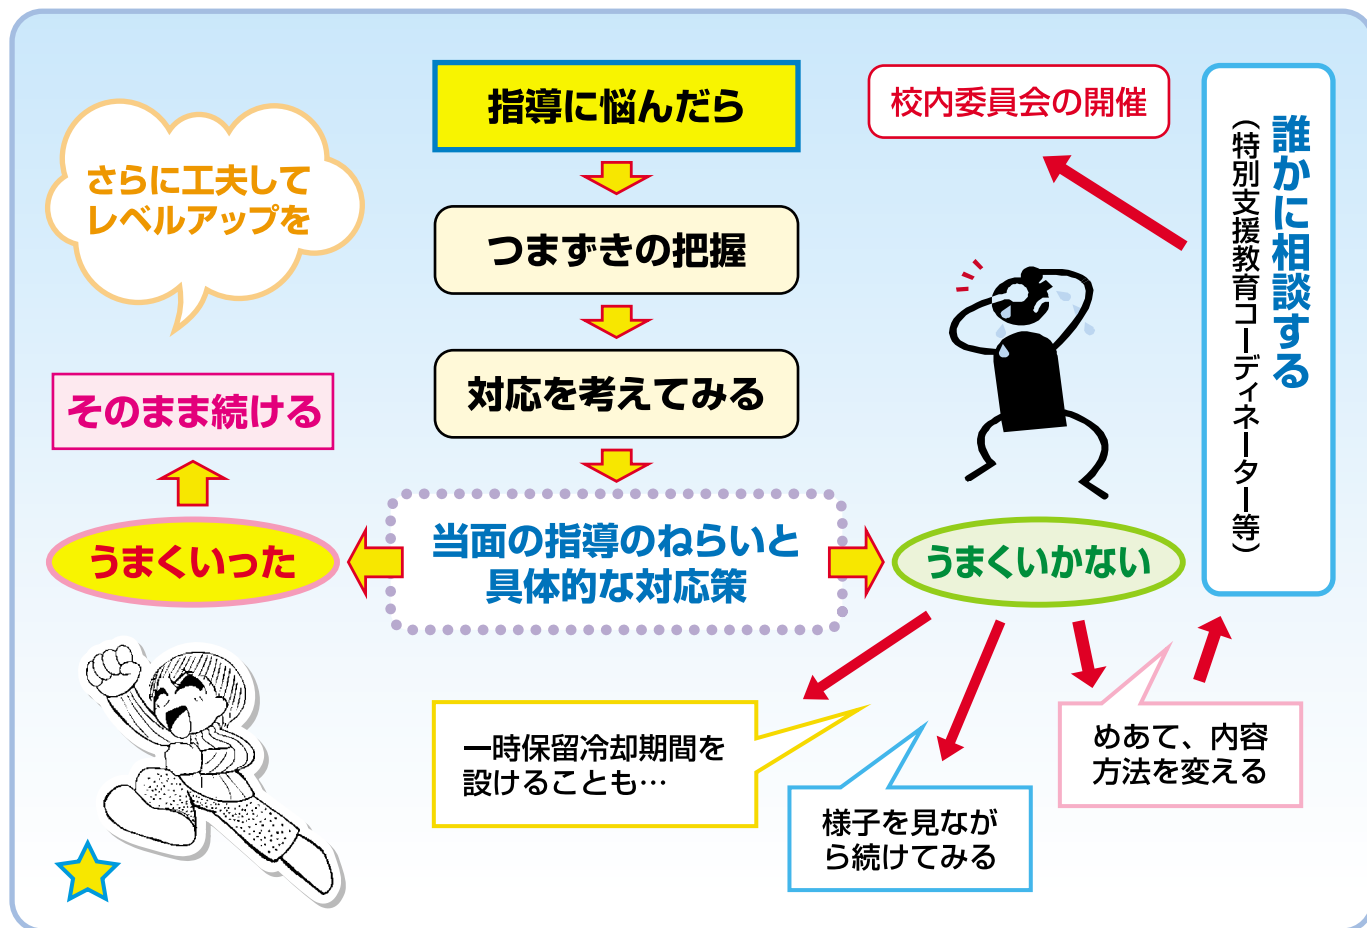 指導に悩んだら
つまずきの把握
対応を考えてみる
当面の指導のねらいと
具体的な対応策
うまくいった
そのまま続ける
さらに工夫して
レベルアップを
うまくいかない
一時保留冷却期間を
設けることも…
様子を見なが
ら続けてみる
めあて、内容
方法を変える
誰かに相談する
（特別支援教育コーディネーター等）
校内委員会の開催